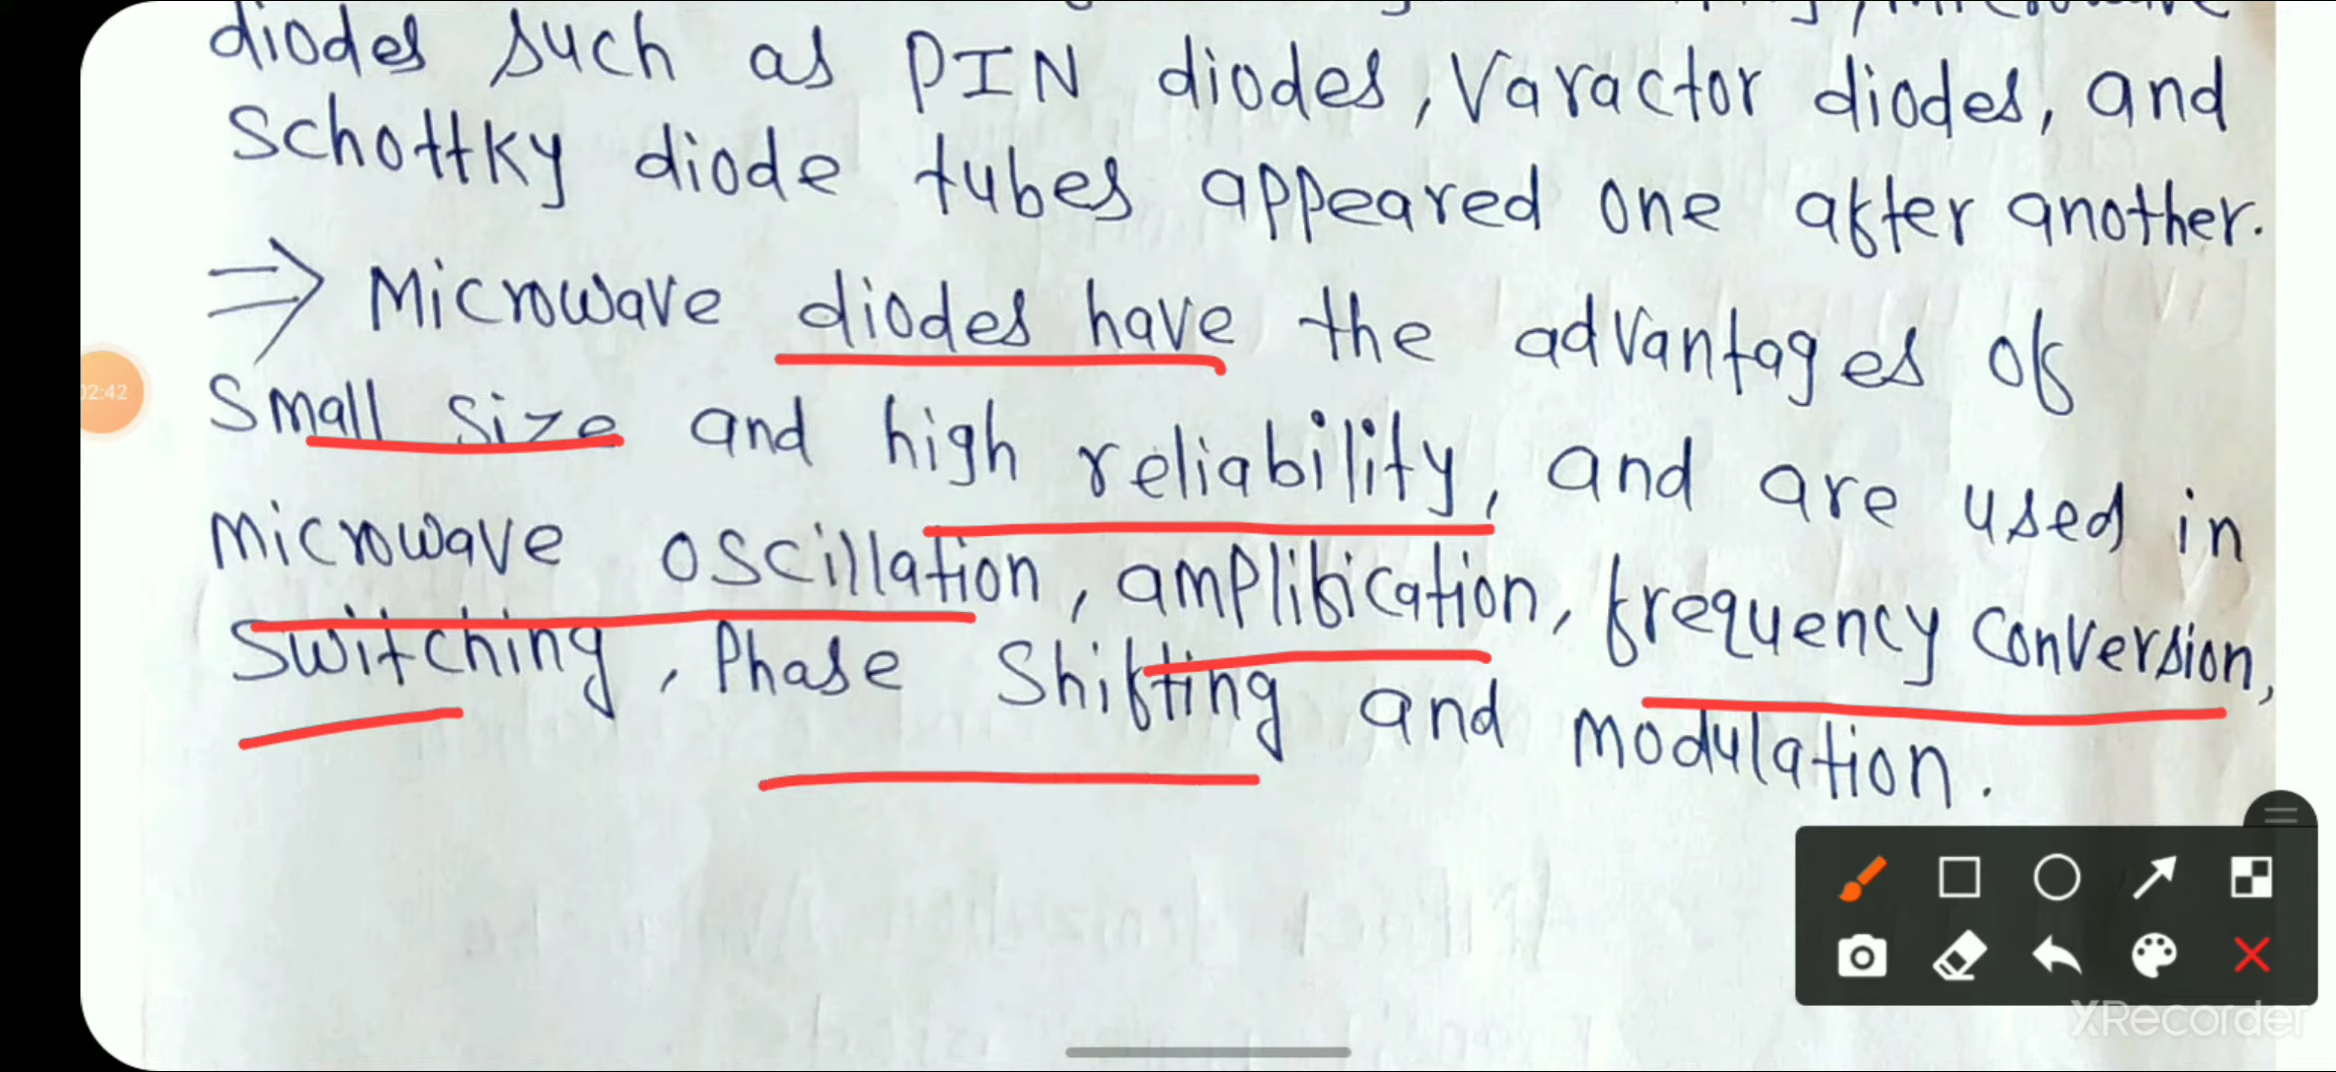 diodes such as PIN diodes, Varactor diodes, and
Schottky diode tubes appeared one after another.
⇒ Microwave diodes have the advantages of
Small size and high reliability, and are used in
microwave oscillation, amplification, frequency conversion,
switching, Phase Shifting and modulation.
02:42
XRecorder